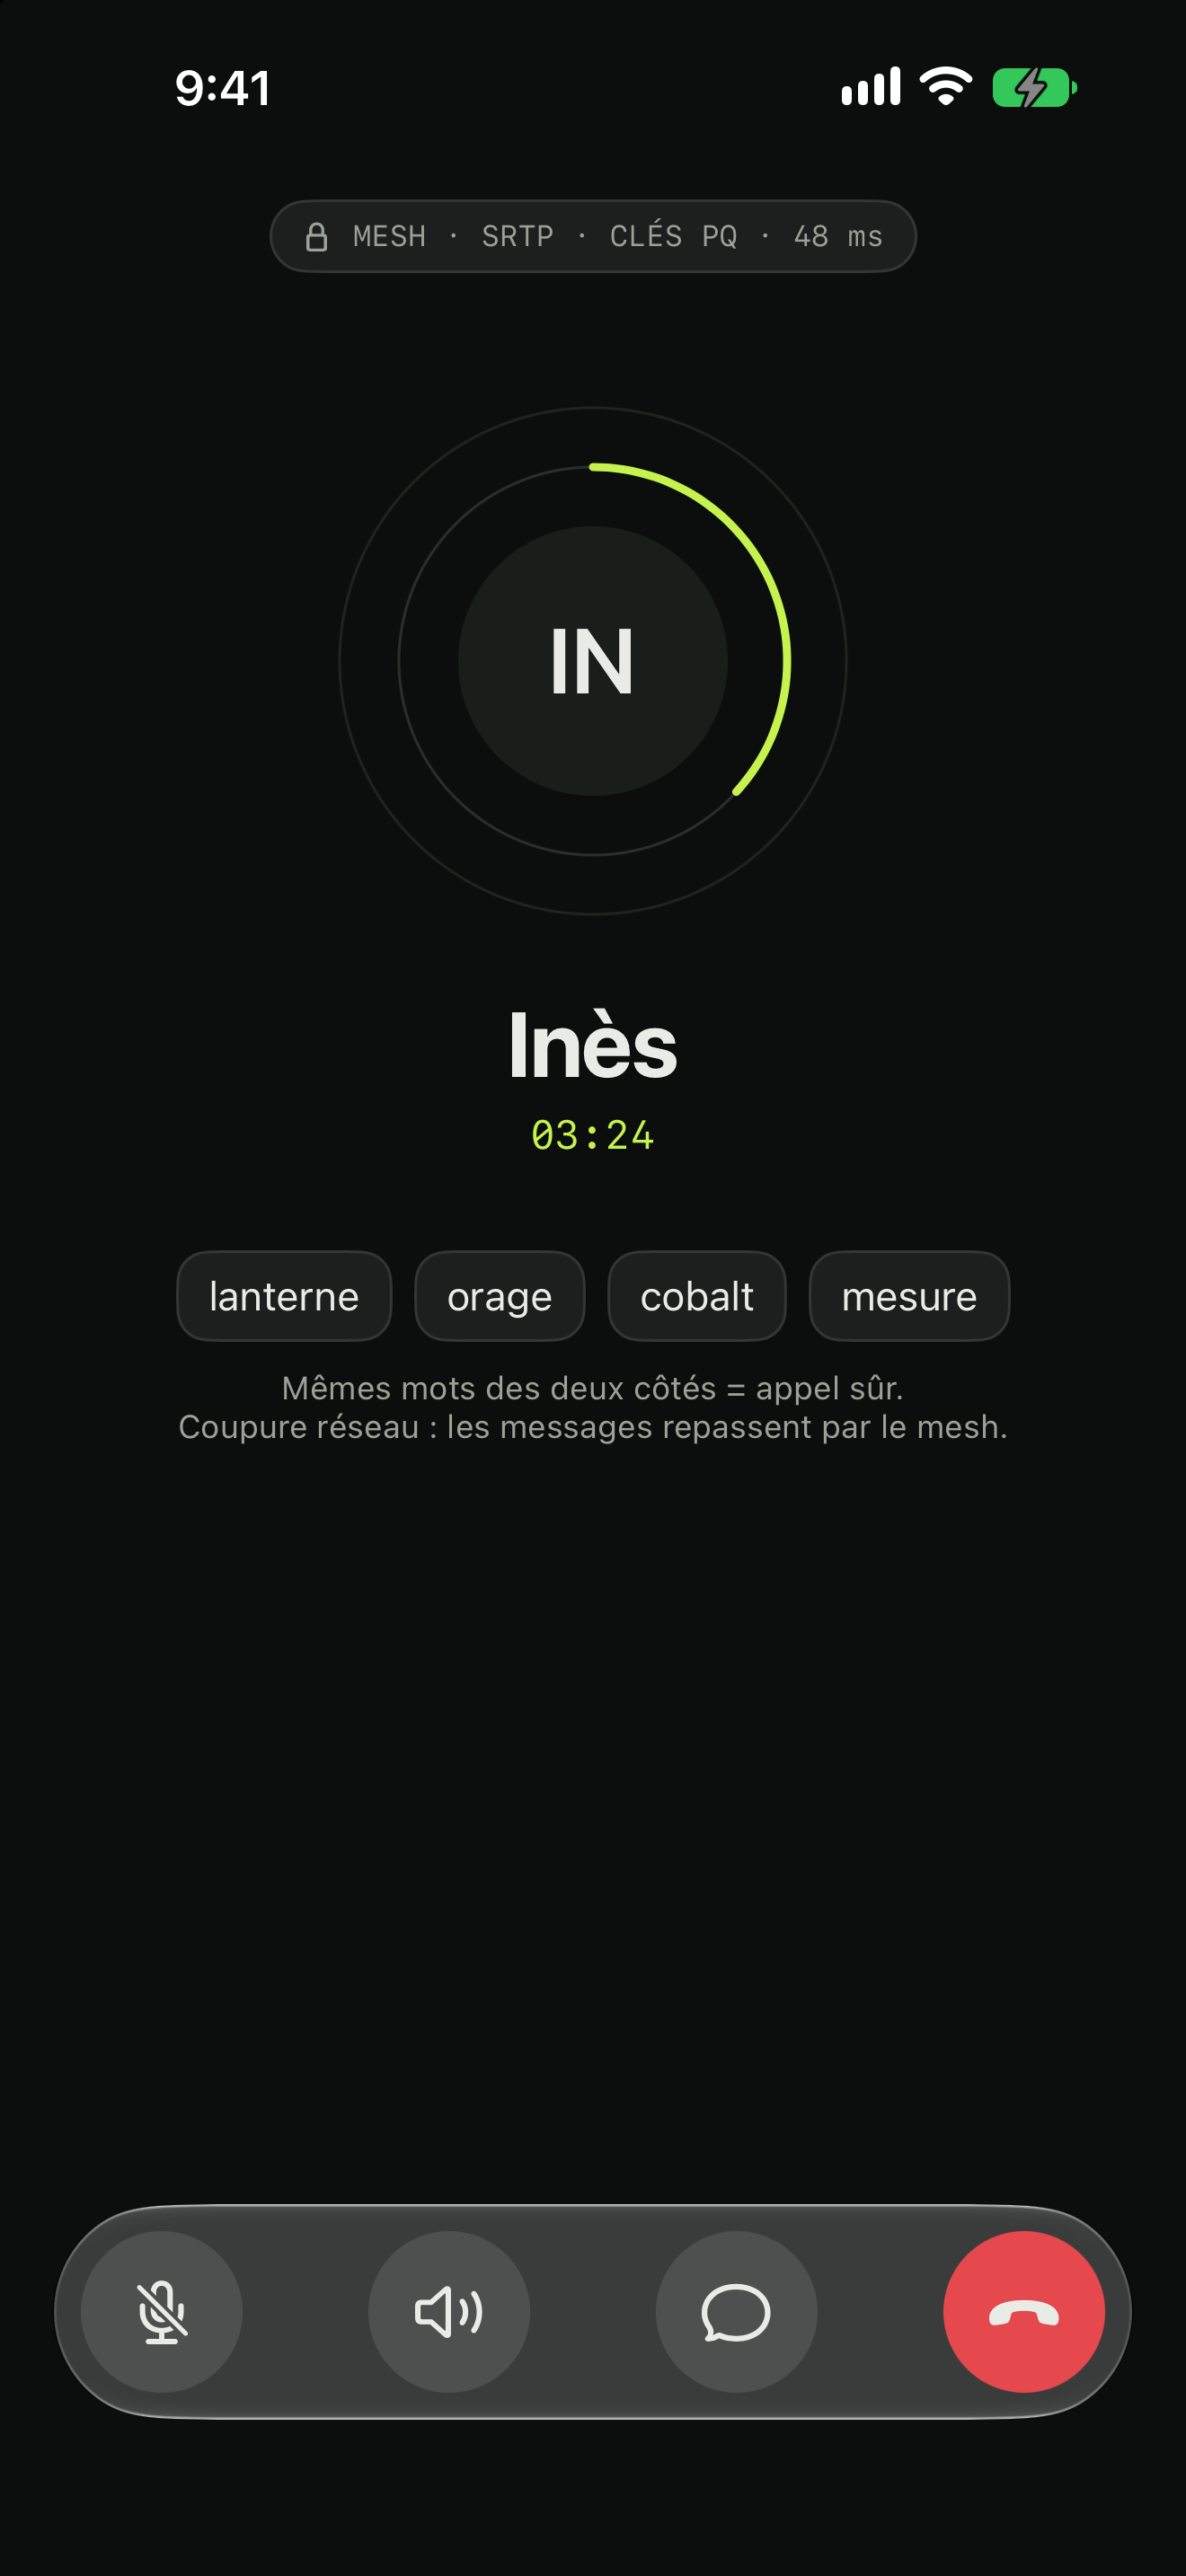 9:41
MESH · SRTP · CLÉS PQ · 48 ms
IN
Inès
03:24
lanterne orage cobalt mesure
Mêmes mots des deux côtés = appel sûr.
Coupure réseau : les messages repassent par le mesh.